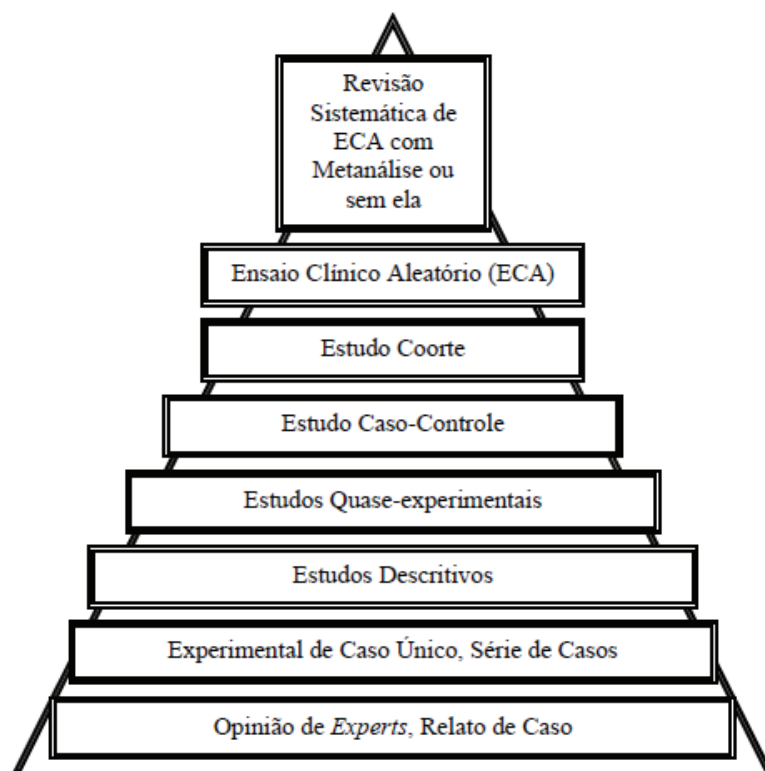 Revisão
Sistemática de
ECA com
Metanálise ou
sem ela
Ensaio Clínico Aleatório (ECA)
Estudo Coorte
Estudo Caso-Controle
Estudos Quase-experimentais
Estudos Descritivos
Experimental de Caso Único, Série de Casos
Opinião de Experts, Relato de Caso